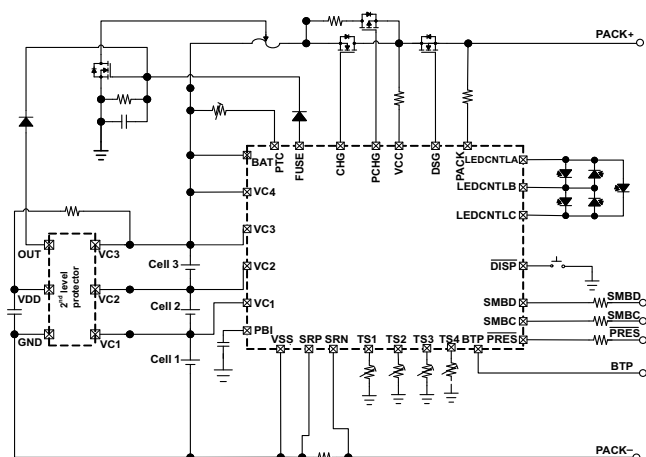 PACK+
BAT
PTC
FUSE
CHG
PCHG
VCC
DSG
PACK
LEDCNTLA
LEDCNTLB
LEDCNTLC
VC4
VC3
VC2
VC1
PBI
OUT
VDD
GND
2nd level
protector
VC3
VC2
VC1
Cell 3
Cell 2
Cell 1
DISP
SMBD
SMBC
PRES
SMBD
SMBC
PRES
VSS
SRP
SRN
TS1
TS2
TS3
TS4
BTP
BTP
PACK–